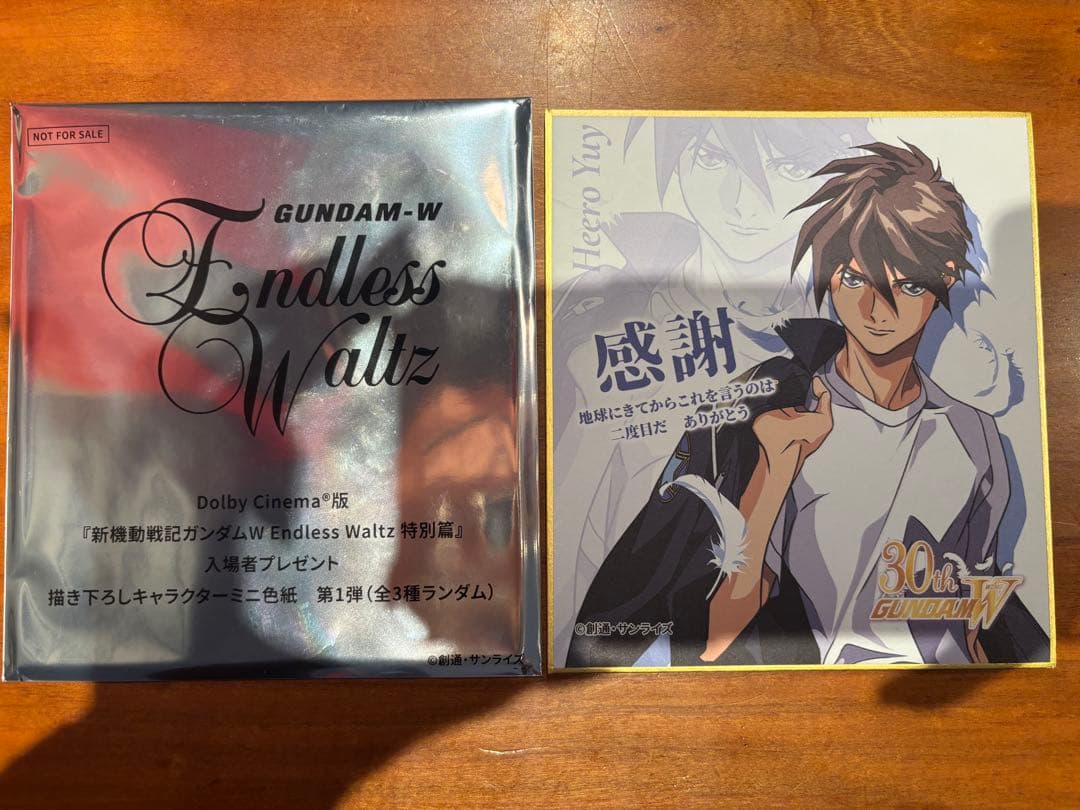 NOT FOR SALE
GUNDAM-W
Endless
Waltz
Dolby Cinema®版
『新機動戦記ガンダムW Endless Waltz 特別篇』
入場者プレゼント
描き下ろしキャラクターミニ色紙 第1弾(全3種ランダム)
©創通・サンライズ
Heero Yuy
感謝
地球にきてからこれを言うのは
二度目だ ありがとう
30th
GUNDAM W
©創通・サンライズ